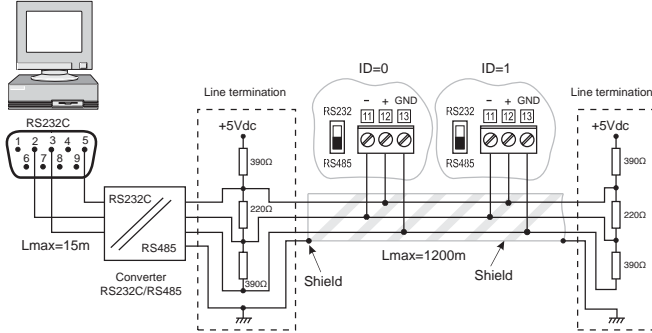 RS232C
1 2 3 4 5
6 7 8 9
Lmax=15m
RS232C
RS485
Converter
RS232C/RS485
Line termination
+5Vdc
390Ω
220Ω
390Ω
ID=0
RS232
RS485
− + GND
11 12 13
ID=1
RS232
RS485
− + GND
11 12 13
Lmax=1200m
Shield
Shield
Line termination
+5Vdc
390Ω
220Ω
390Ω